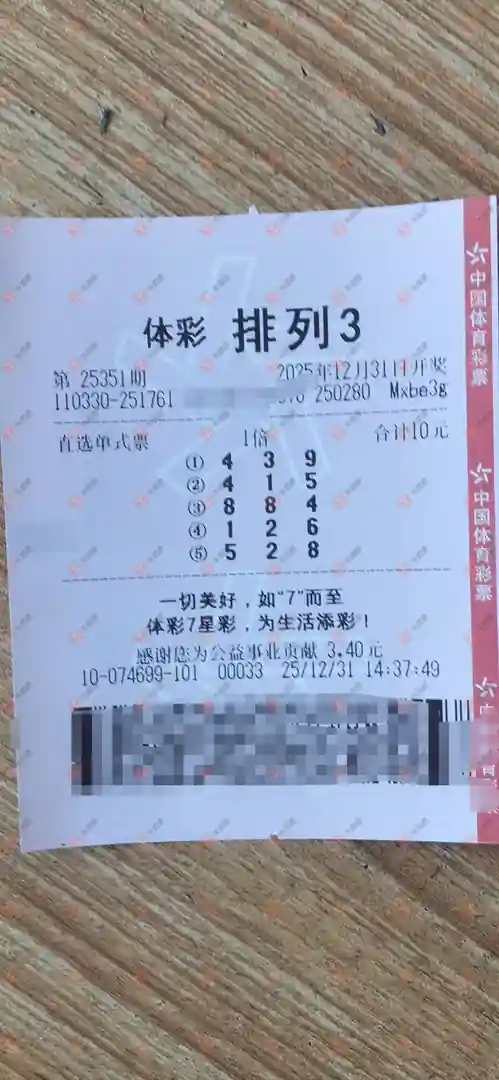 体彩 排列3
第 25351期 2025年12月31日开奖
110330-251761 250280 Mxbe3g
直选单式票 1倍 合计10元
① 4 3 9
② 4 1 5
③ 8 8 4
④ 1 2 6
⑤ 5 2 8
一切美好，如“7”而至
体彩7星彩，为生活添彩！
感谢您为公益事业贡献 3.40元
10-074699-101 00033 25/12/31 14:37:49
中国体育彩票
中国体育彩票